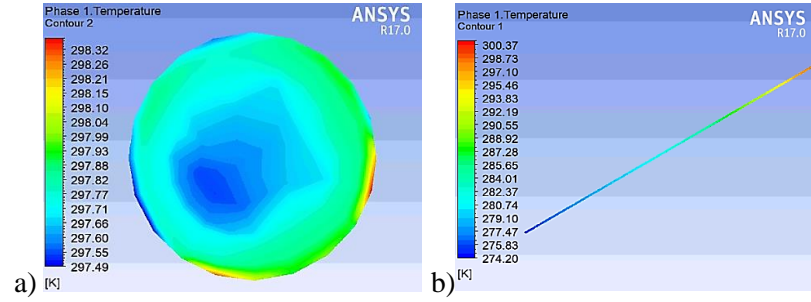 Phase 1.Temperature
Contour 2
ANSYS
R17.0
298.32
298.26
298.21
298.15
298.10
298.04
297.99
297.93
297.88
297.82
297.77
297.71
297.66
297.60
297.55
297.49
[K]
a)
Phase 1.Temperature
Contour 1
ANSYS
R17.0
300.37
298.73
297.10
295.46
293.83
292.19
290.55
288.92
287.28
285.65
284.01
282.37
280.74
279.10
277.47
275.83
274.20
[K]
b)